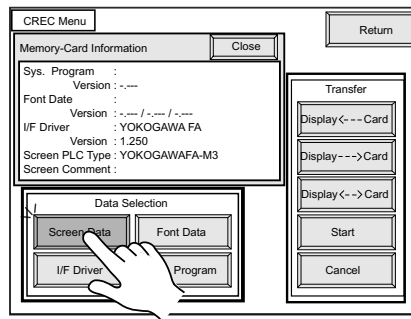 CREC Menu
Return
Memory-Card Information
Close
Sys. Program :
Version : -.---
Font Date :
Version : -.--- / -.--- / -.---
I/F Driver : YOKOGAWA FA
Version : 1.250
Screen PLC Type : YOKOGAWAFA-M3
Screen Comment :
Transfer
Display<---Card
Display--->Card
Display<-->Card
Start
Cancel
Data Selection
Screen Data
Font Data
I/F Driver
Program